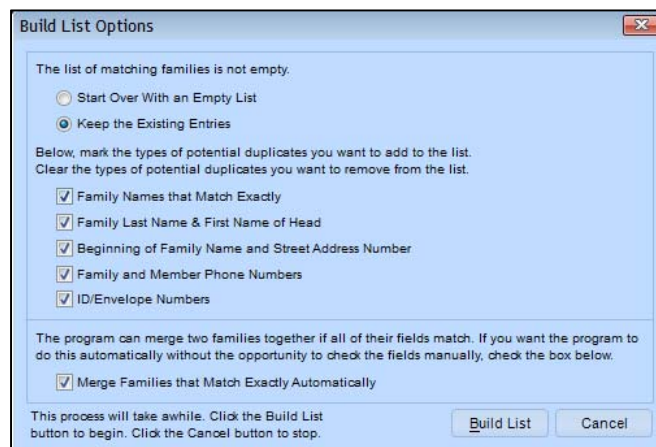 Build List Options
The list of matching families is not empty.
Start Over With an Empty List
Keep the Existing Entries
Below, mark the types of potential duplicates you want to add to the list.
Clear the types of potential duplicates you want to remove from the list.
Family Names that Match Exactly
Family Last Name & First Name of Head
Beginning of Family Name and Street Address Number
Family and Member Phone Numbers
ID/Envelope Numbers
The program can merge two families together if all of their fields match. If you want the program to
do this automatically without the opportunity to check the fields manually, check the box below.
Merge Families that Match Exactly Automatically
This process will take awhile. Click the Build List
button to begin. Click the Cancel button to stop.
Build List
Cancel